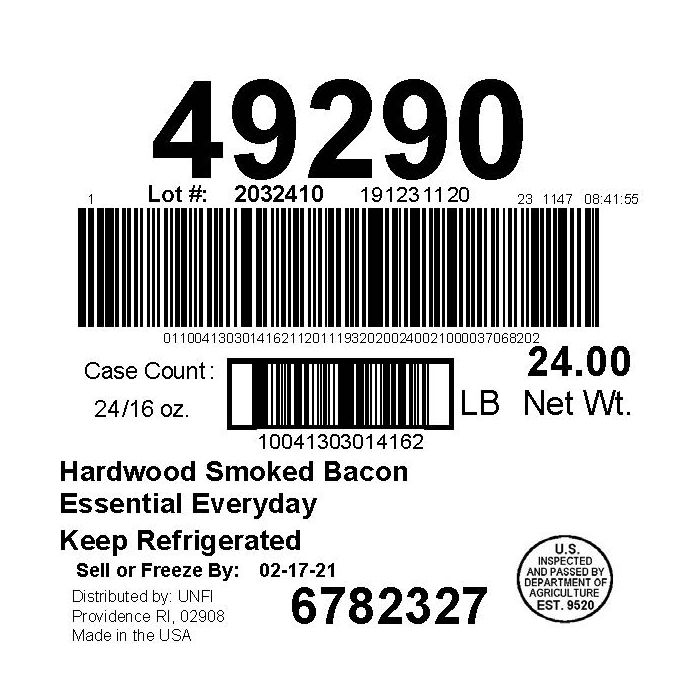 49290
Lot #: 2032410 191231120
1 23 1147 08:41:55
01100413030141621120111932020024002100003706820​2
Case Count:
24/16 oz.
24.00
LB Net Wt.
10041303014162
Hardwood Smoked Bacon
Essential Everyday
Keep Refrigerated
Sell or Freeze By: 02-17-21
Distributed by: UNFI
Providence RI, 02908
Made in the USA
6782327
U.S.
INSPECTED
AND PASSED BY
DEPARTMENT OF
AGRICULTURE
EST. 9520